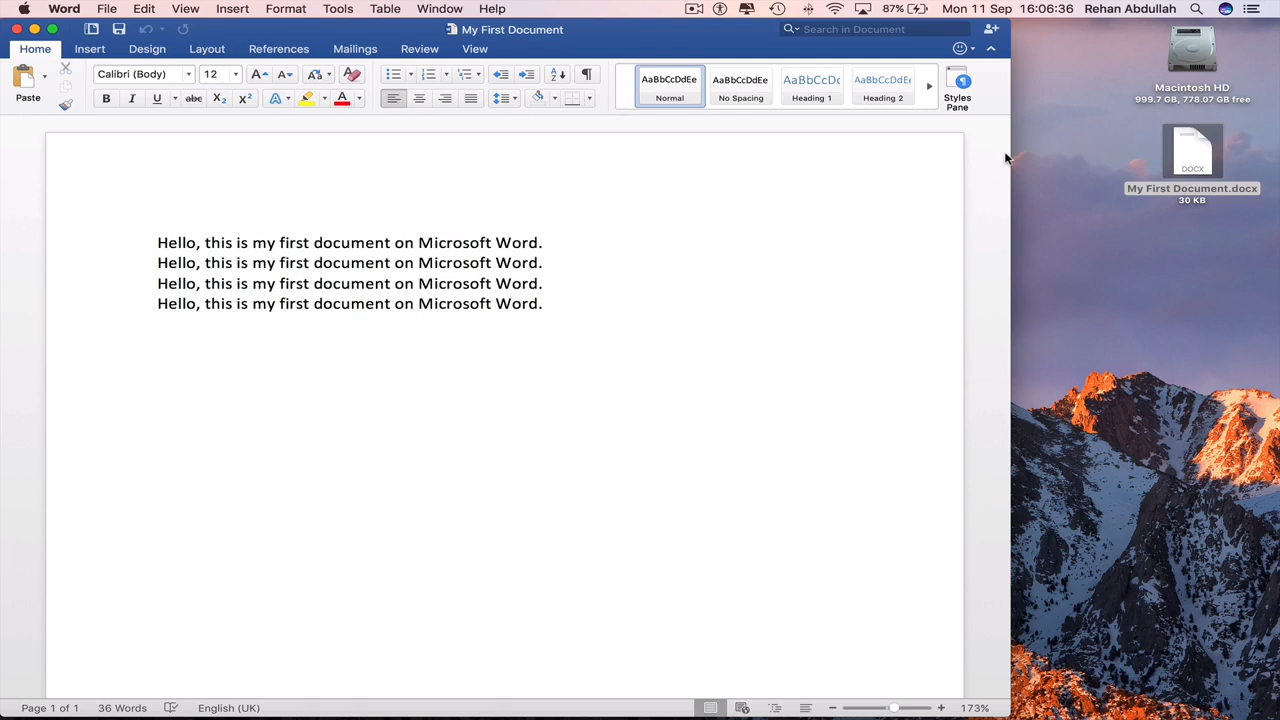 Word File Edit View Insert Format Tools Table Window Help 87% Mon 11 Sep 16:06:36 Rehan Abdullah
My First Document
Search in Document
Home Insert Design Layout References Mailings Review View
Paste
Calibri (Body) 12
B I U abc X₂ X² A A
AaBbCcDdEe AaBbCcDdEe AaBbCcDc AaBbCcDdEe
Normal No Spacing Heading 1 Heading 2
Styles
Pane
Macintosh HD
999.7 GB, 778.07 GB free
DOCX
My First Document.docx
30 KB
Hello, this is my first document on Microsoft Word.
Hello, this is my first document on Microsoft Word.
Hello, this is my first document on Microsoft Word.
Hello, this is my first document on Microsoft Word.
Page 1 of 1 36 Words English (UK) 173%